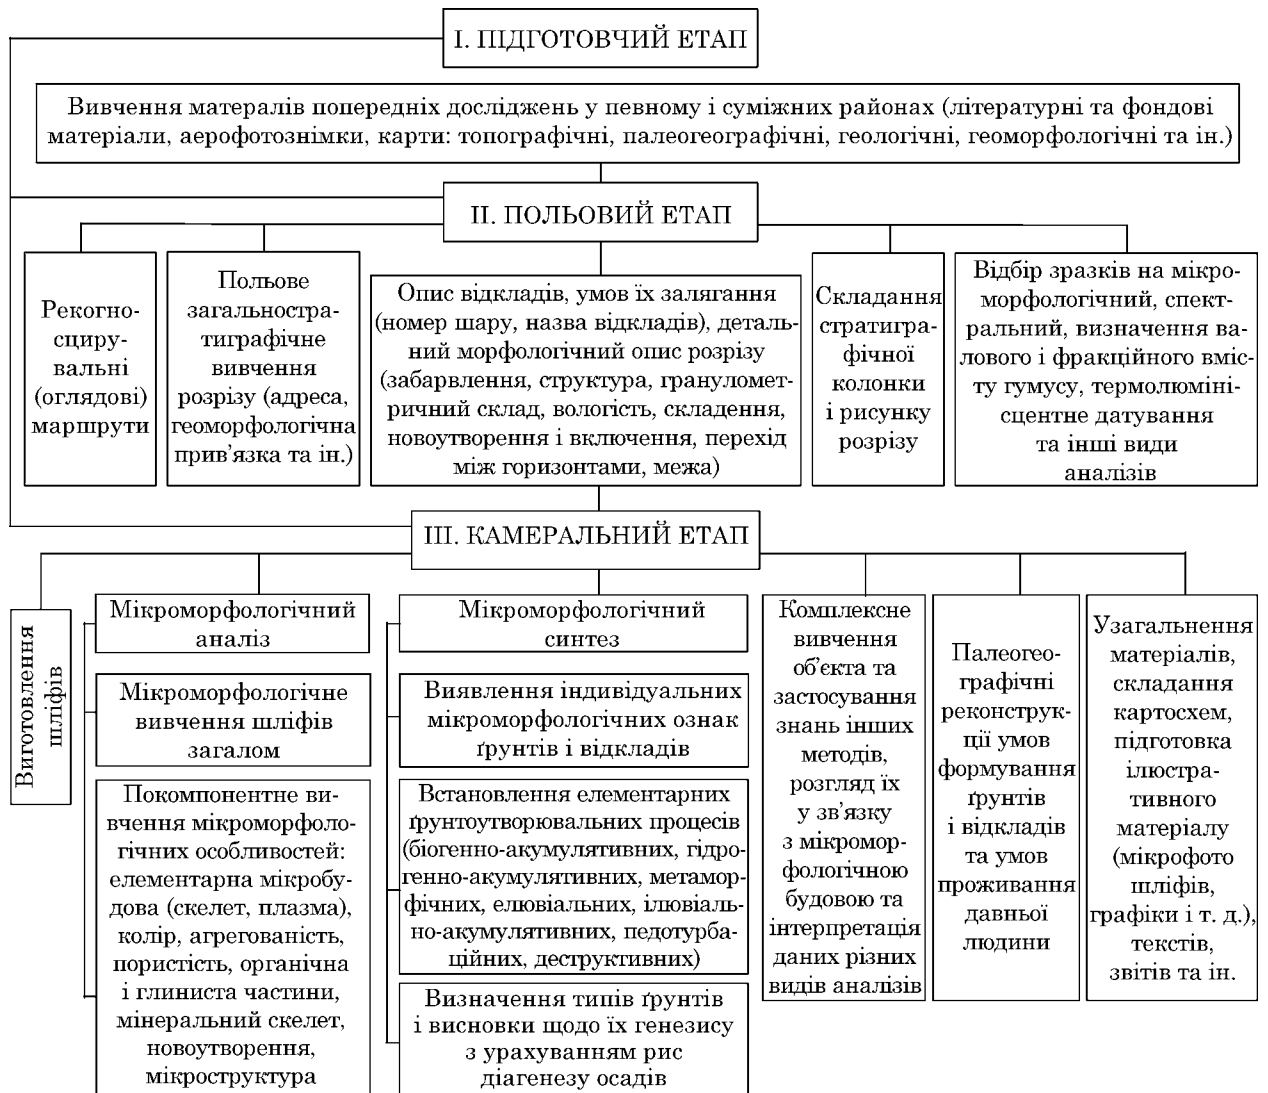 І. ПІДГОТОВЧИЙ ЕТАП
Вивчення матералів попередніх досліджень у певному і суміжних районах (літературні та фондові
матеріали, аерофотознімки, карти: топографічні, палеогеографічні, геологічні, геоморфологічні та ін.)
ІІ. ПОЛЬОВИЙ ЕТАП
Рекогно-
сциру-
вальні
(оглядові)
маршрути
Польове
загальностра-
тиграфічне
вивчення
розрізу (адреса,
геоморфологічна
прив'язка та ін.)
Опис відкладів, умов їх залягання
(номер шару, назва відкладів), деталь-
ний морфологічний опис розрізу
(забарвлення, структура, грануломет-
ричний склад, вологість, складення,
новоутворення і включення, перехід
між горизонтами, межа)
Складання
стратигра-
фічної
колонки
і рисунку
розрізу
Відбір зразків на мікро-
морфологічний, спект-
ральний, визначення ва-
лового і фракційного вміс-
ту гумусу, термолюміні-
сцентне датування
та інші види
аналізів
ІІІ. КАМЕРАЛЬНИЙ ЕТАП
Виготовлення
шліфів
Мікроморфологічний
аналіз
Мікроморфологічне
вивчення шліфів
загалом
Покомпонентне ви-
вчення мікроморфоло-
гічних особливостей:
елементарна мікробу-
дова (скелет, плазма),
колір, агрегованість,
пористість, органічна
і глиниста частини,
мінеральний скелет,
новоутворення,
мікроструктура
Мікроморфологічний
синтез
Виявлення індивідуальних
мікроморфологічних ознак
ґрунтів і відкладів
Встановлення елементарних
ґрунтоутворювальних процесів
(біогенно-акумулятивних, гідро-
генно-акумулятивних, метамор-
фічних, елювіальних, ілювіаль-
но-акумулятивних, педотурба-
ційних, деструктивних)
Визначення типів ґрунтів
і висновки щодо їх генезису
з урахуванням рис
діагенезу осадів
Комплексне
вивчення
об'єкта та
застосування
знань інших
методів,
розгляд їх
у зв'язку
з мікромор-
фологічною
будовою та
інтерпретація
даних різних
видів аналізів
Палеогео-
графічні
реконструк-
ції умов
формування
ґрунтів
і відкладів
та умов
проживання
давньої
людини
Узагальнення
матеріалів,
складання
картосхем,
підготовка
ілюстра-
тивного
матеріалу
(мікрофото
шліфів,
графіки і т. д.),
текстів,
звітів та ін.